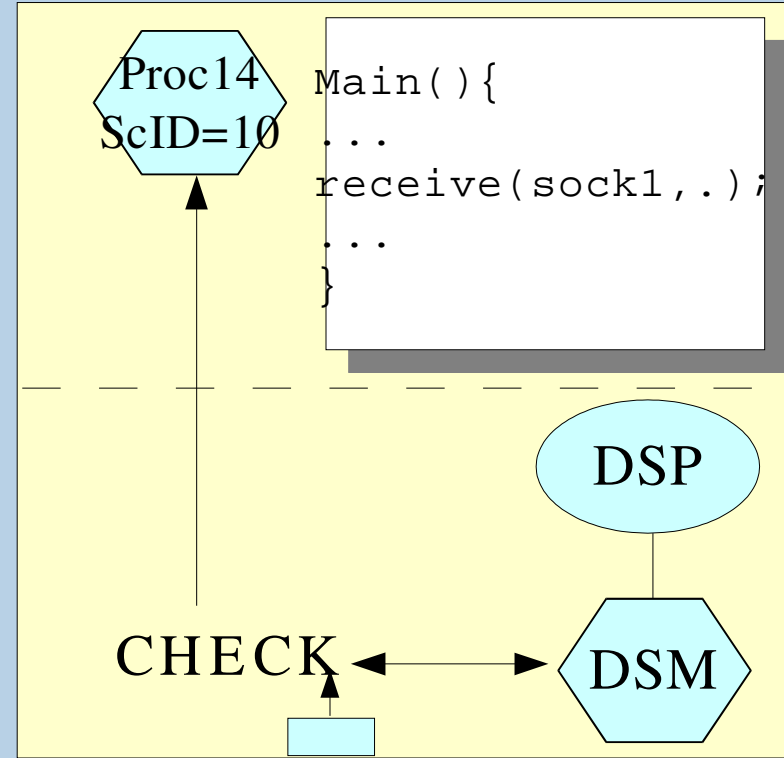 Proc14
ScID=10
Main(){
...
receive(sock1,.);
...
}
DSP
CHECK
DSM